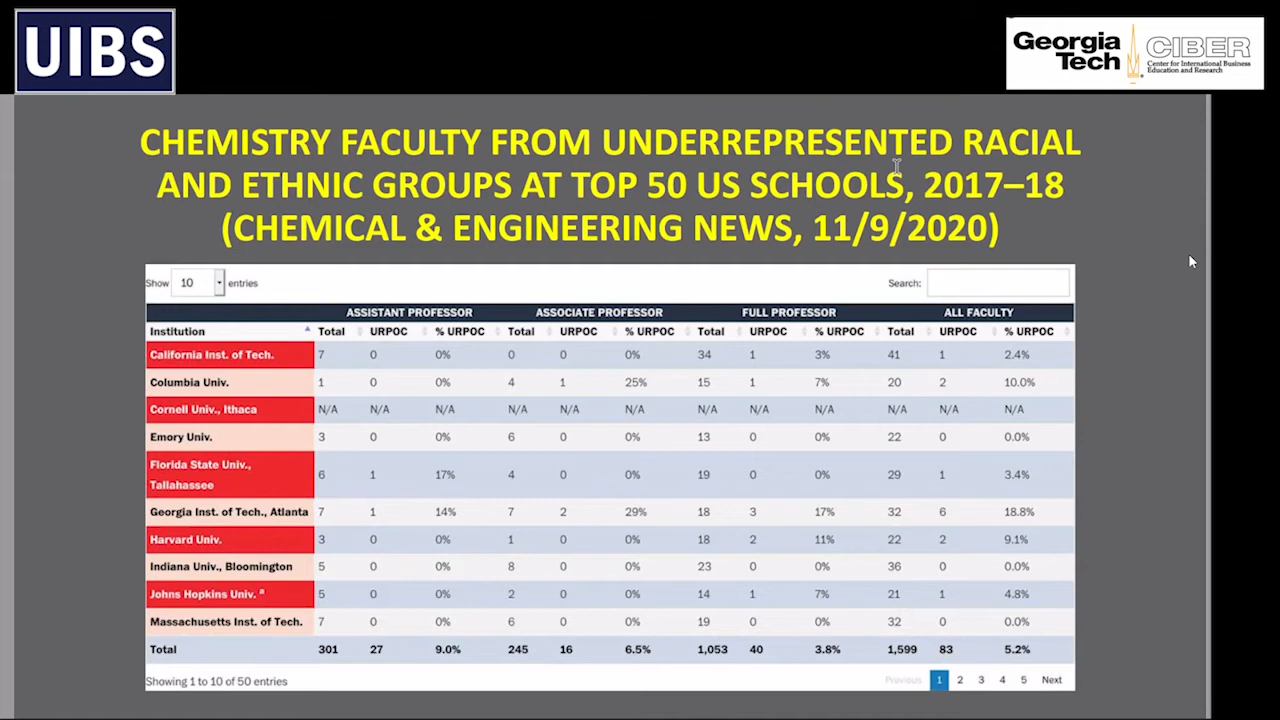 UIBS
Georgia Tech
CIBER
Center for International Business
Education and Research
CHEMISTRY FACULTY FROM UNDERREPRESENTED RACIAL
AND ETHNIC GROUPS AT TOP 50 US SCHOOLS, 2017–18
(CHEMICAL & ENGINEERING NEWS, 11/9/2020)
Show 10 entries Search:
ASSISTANT PROFESSOR ASSOCIATE PROFESSOR FULL PROFESSOR ALL FACULTY
Institution Total URPOC % URPOC Total URPOC % URPOC Total URPOC % URPOC Total URPOC % URPOC
California Inst. of Tech. 7 0 0% 0 0 0% 34 1 3% 41 1 2.4%
Columbia Univ. 1 0 0% 4 1 25% 15 1 7% 20 2 10.0%
Cornell Univ., Ithaca N/A N/A N/A N/A N/A N/A N/A N/A N/A N/A N/A N/A
Emory Univ. 3 0 0% 6 0 0% 13 0 0% 22 0 0.0%
Florida State Univ.,
Tallahassee 6 1 17% 4 0 0% 19 0 0% 29 1 3.4%
Georgia Inst. of Tech., Atlanta 7 1 14% 7 2 29% 18 3 17% 32 6 18.8%
Harvard Univ. 3 0 0% 1 0 0% 18 2 11% 22 2 9.1%
Indiana Univ., Bloomington 5 0 0% 8 0 0% 23 0 0% 36 0 0.0%
Johns Hopkins Univ. a 5 0 0% 2 0 0% 14 1 7% 21 1 4.8%
Massachusetts Inst. of Tech. 7 0 0% 6 0 0% 19 0 0% 32 0 0.0%
Total 301 27 9.0% 245 16 6.5% 1,053 40 3.8% 1,599 83 5.2%
Showing 1 to 10 of 50 entries Previous 1 2 3 4 5 Next